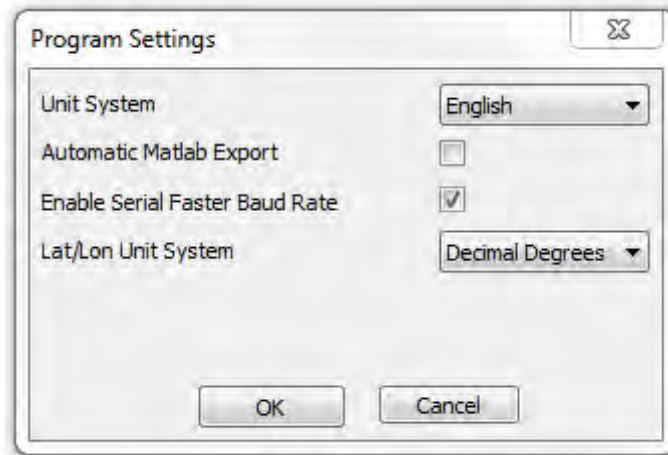 Program Settings
Unit System English
Automatic Matlab Export
Enable Serial Faster Baud Rate
Lat/Lon Unit System Decimal Degrees
OK Cancel